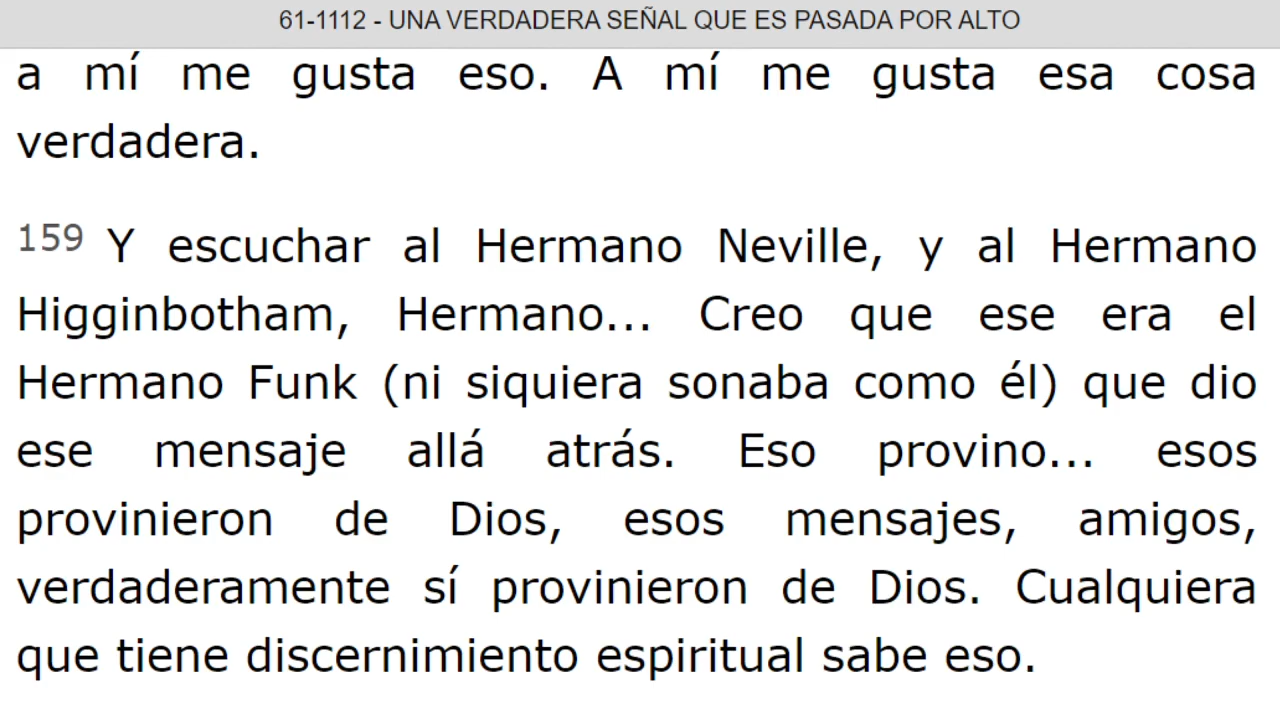 61-1112 - UNA VERDADERA SEÑAL QUE ES PASADA POR ALTO
a mí me gusta eso. A mí me gusta esa cosa
verdadera.
159 Y escuchar al Hermano Neville, y al Hermano
Higginbotham, Hermano... Creo que ese era el
Hermano Funk (ni siquiera sonaba como él) que dio
ese mensaje allá atrás. Eso provino... esos
provinieron de Dios, esos mensajes, amigos,
verdaderamente sí provinieron de Dios. Cualquiera
que tiene discernimiento espiritual sabe eso.